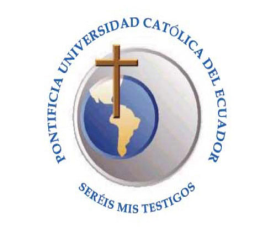 PONTIFICIA UNIVERSIDAD CATÓLICA DEL ECUADOR
SERÉIS MIS TESTIGOS